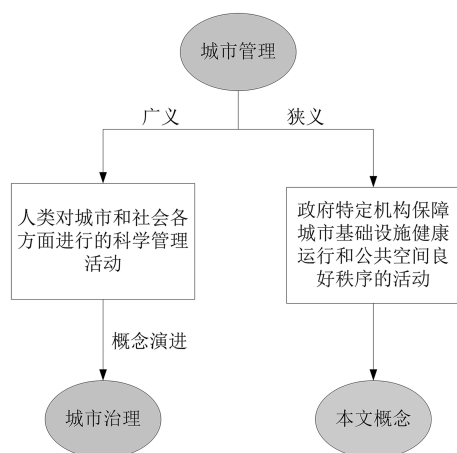 城市管理
广义
狭义
人类对城市和社会各
方面进行的科学管理
活动
政府特定机构保障
城市基础设施健康
运行和公共空间良
好秩序的活动
概念演进
城市治理
本文概念